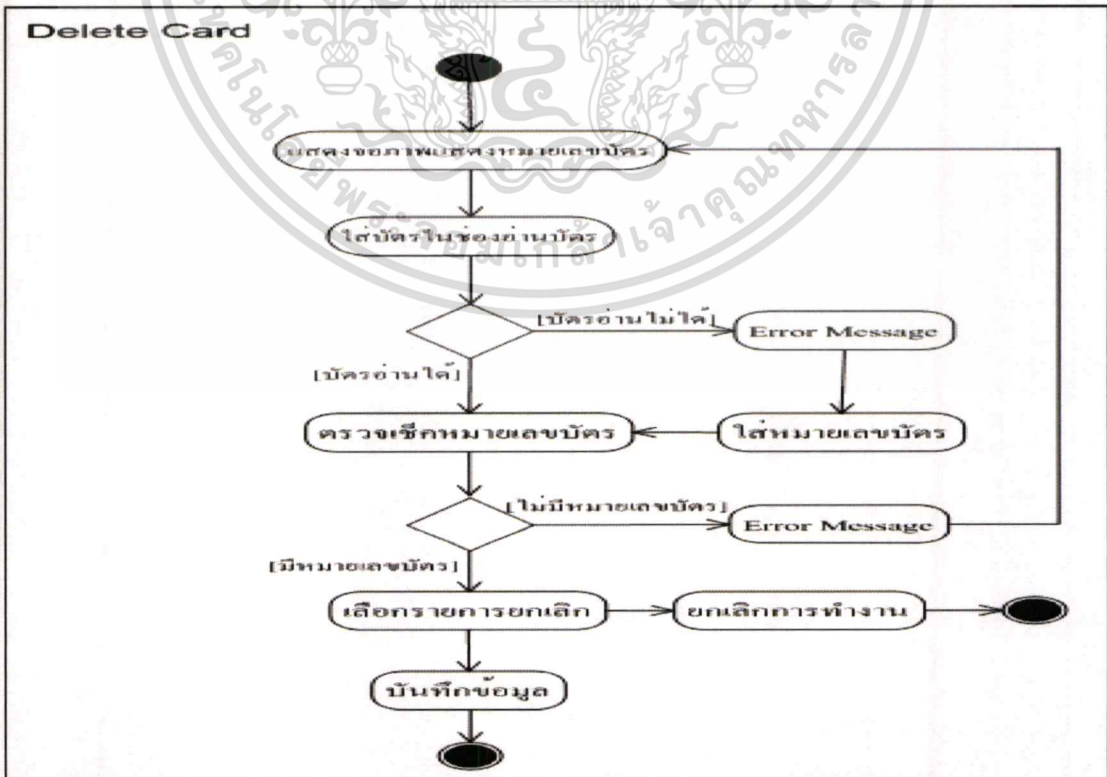 Delete Card
แสดงจอภาพแสดงหมายเลขบัตร
ใส่บัตรในช่องอ่านบัตร
[บัตรอ่านไม่ได้]
Error Message
[บัตรอ่านได้]
ตรวจเช็กหมายเลขบัตร
ใส่หมายเลขบัตร
[ไม่มีหมายเลขบัตร]
Error Message
[มีหมายเลขบัตร]
เลือกรายการยกเลิก
ยกเลิกการทำงาน
บันทึกข้อมูล